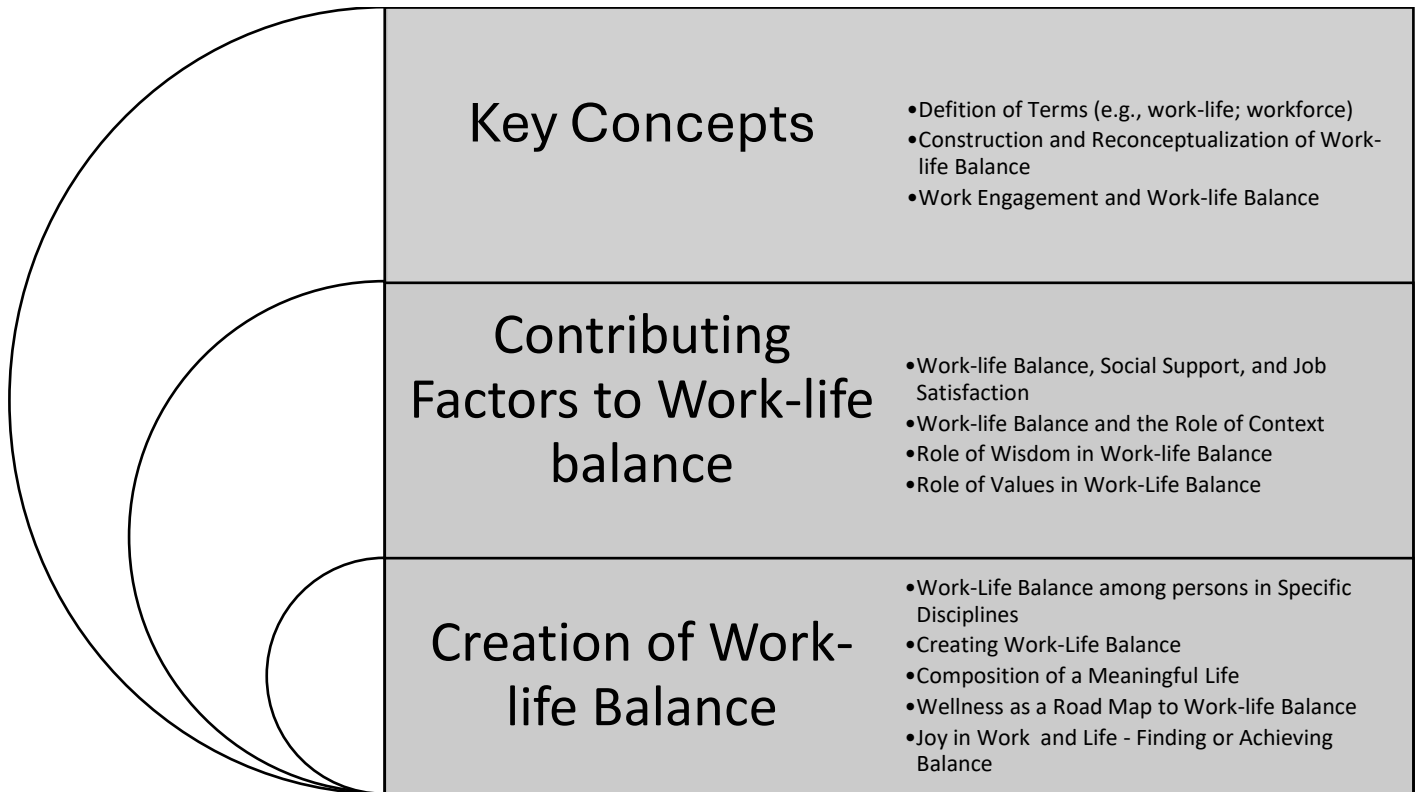 Key Concepts
•Defition of Terms (e.g., work-life; workforce)
•Construction and Reconceptualization of Work-
life Balance
•Work Engagement and Work-life Balance
Contributing
Factors to Work-life
balance
•Work-life Balance, Social Support, and Job
Satisfaction
•Work-life Balance and the Role of Context
•Role of Wisdom in Work-life Balance
•Role of Values in Work-Life Balance
Creation of Work-
life Balance
•Work-Life Balance among persons in Specific
Disciplines
•Creating Work-Life Balance
•Composition of a Meaningful Life
•Wellness as a Road Map to Work-life Balance
•Joy in Work  and Life - Finding or Achieving
Balance